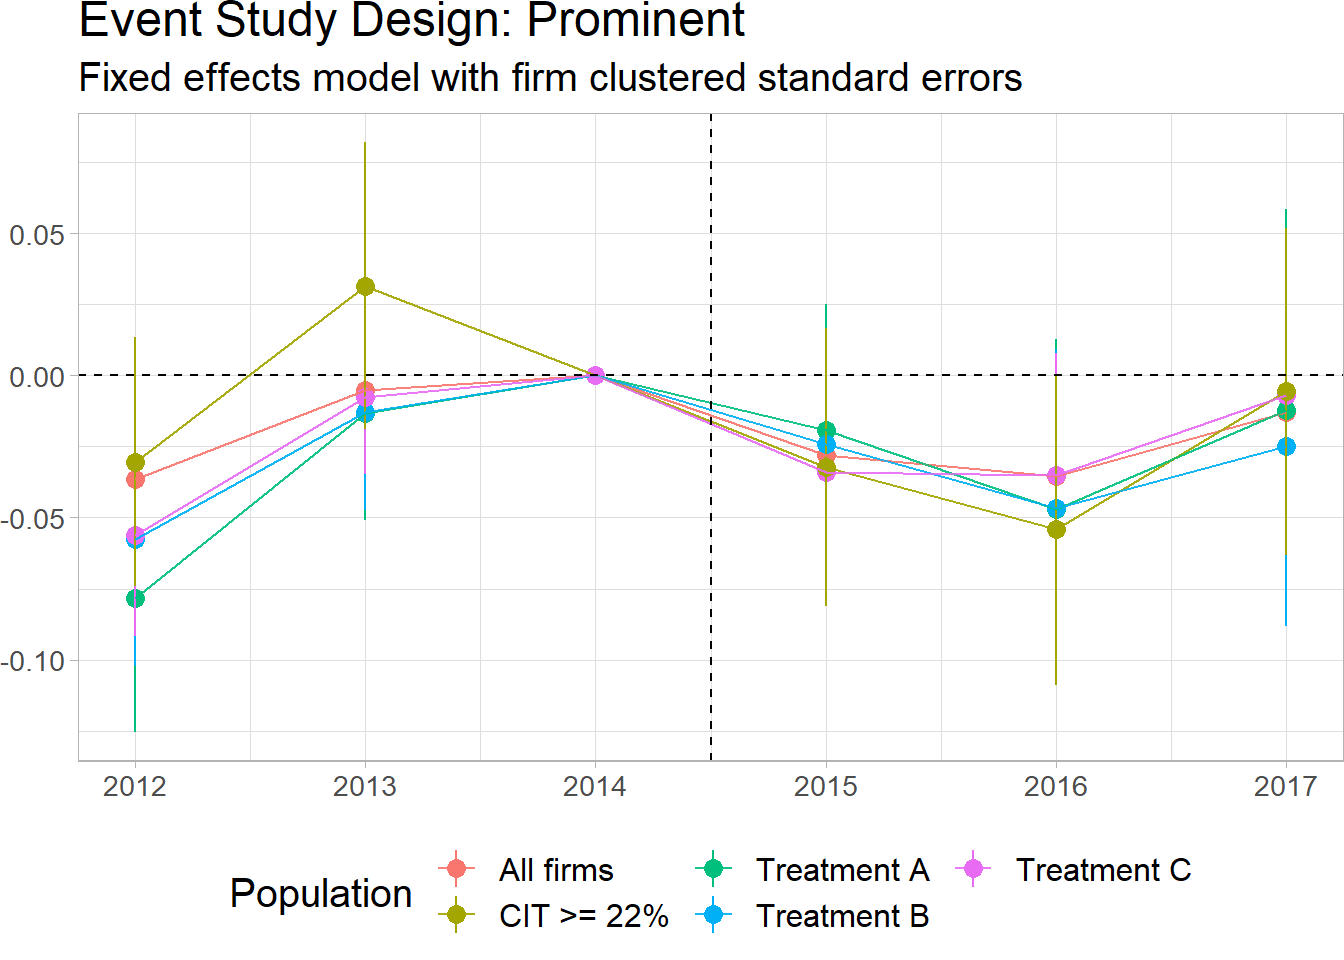 Event Study Design: Prominent
Fixed effects model with firm clustered standard errors
0.05
0.00
-0.05
-0.10
2012 2013 2014 2015 2016 2017
Population
All firms
CIT >= 22%
Treatment A
Treatment B
Treatment C